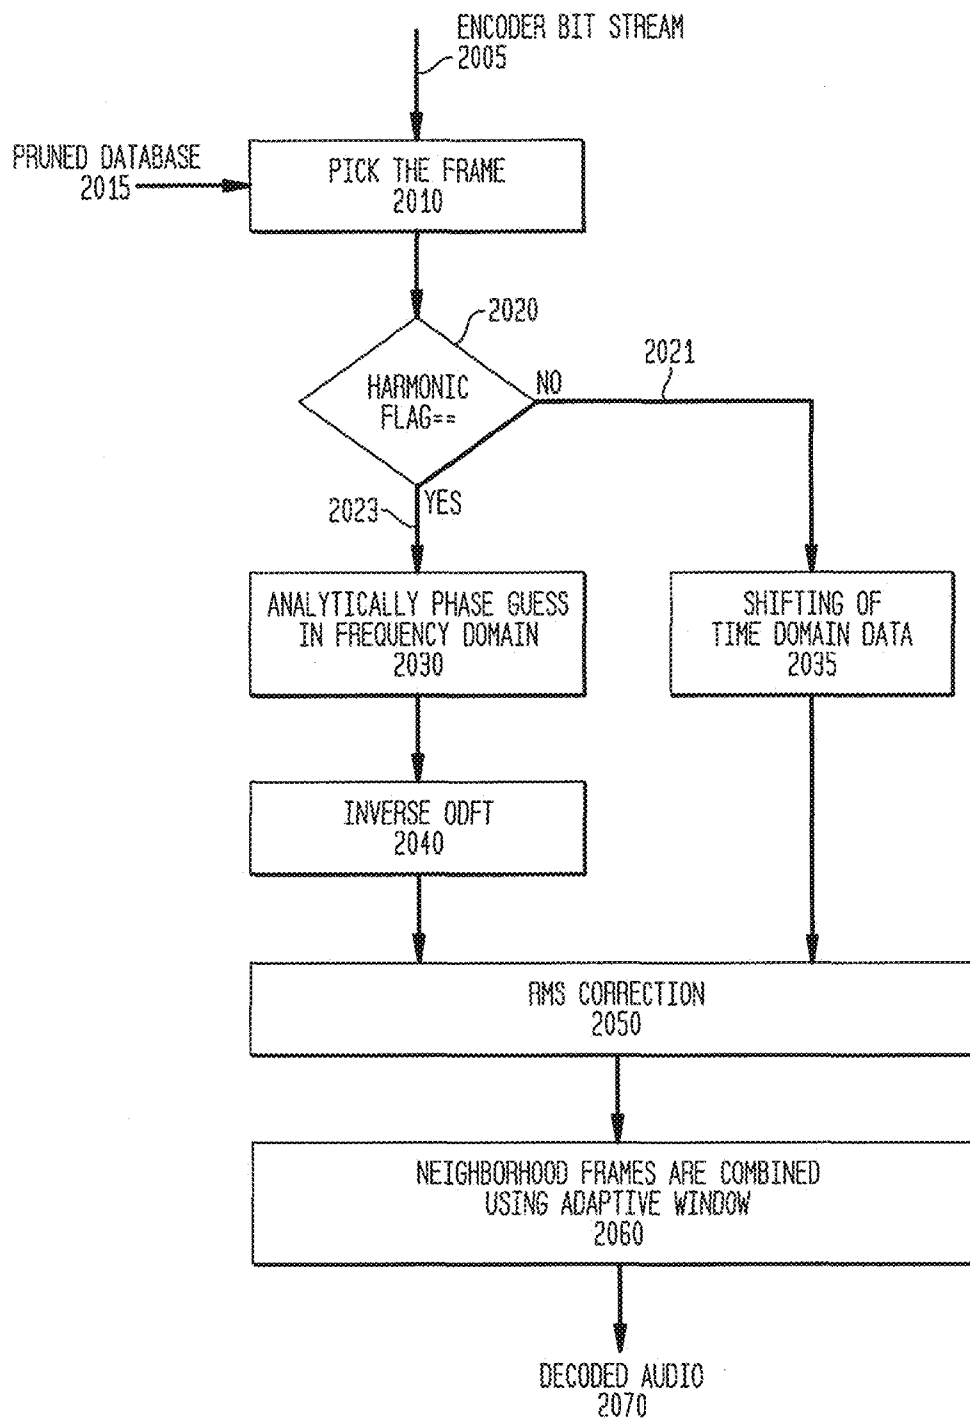 ENCODER BIT STREAM
2005
PRUNED DATABASE
2015
PICK THE FRAME
2010
2020
HARMONIC
FLAG==
NO
2021
YES
2023
ANALYTICALLY PHASE GUESS
IN FREQUENCY DOMAIN
2030
SHIFTING OF
TIME DOMAIN DATA
2035
INVERSE ODFT
2040
RMS CORRECTION
2050
NEIGHBORHOOD FRAMES ARE COMBINED
USING ADAPTIVE WINDOW
2060
DECODED AUDIO
2070